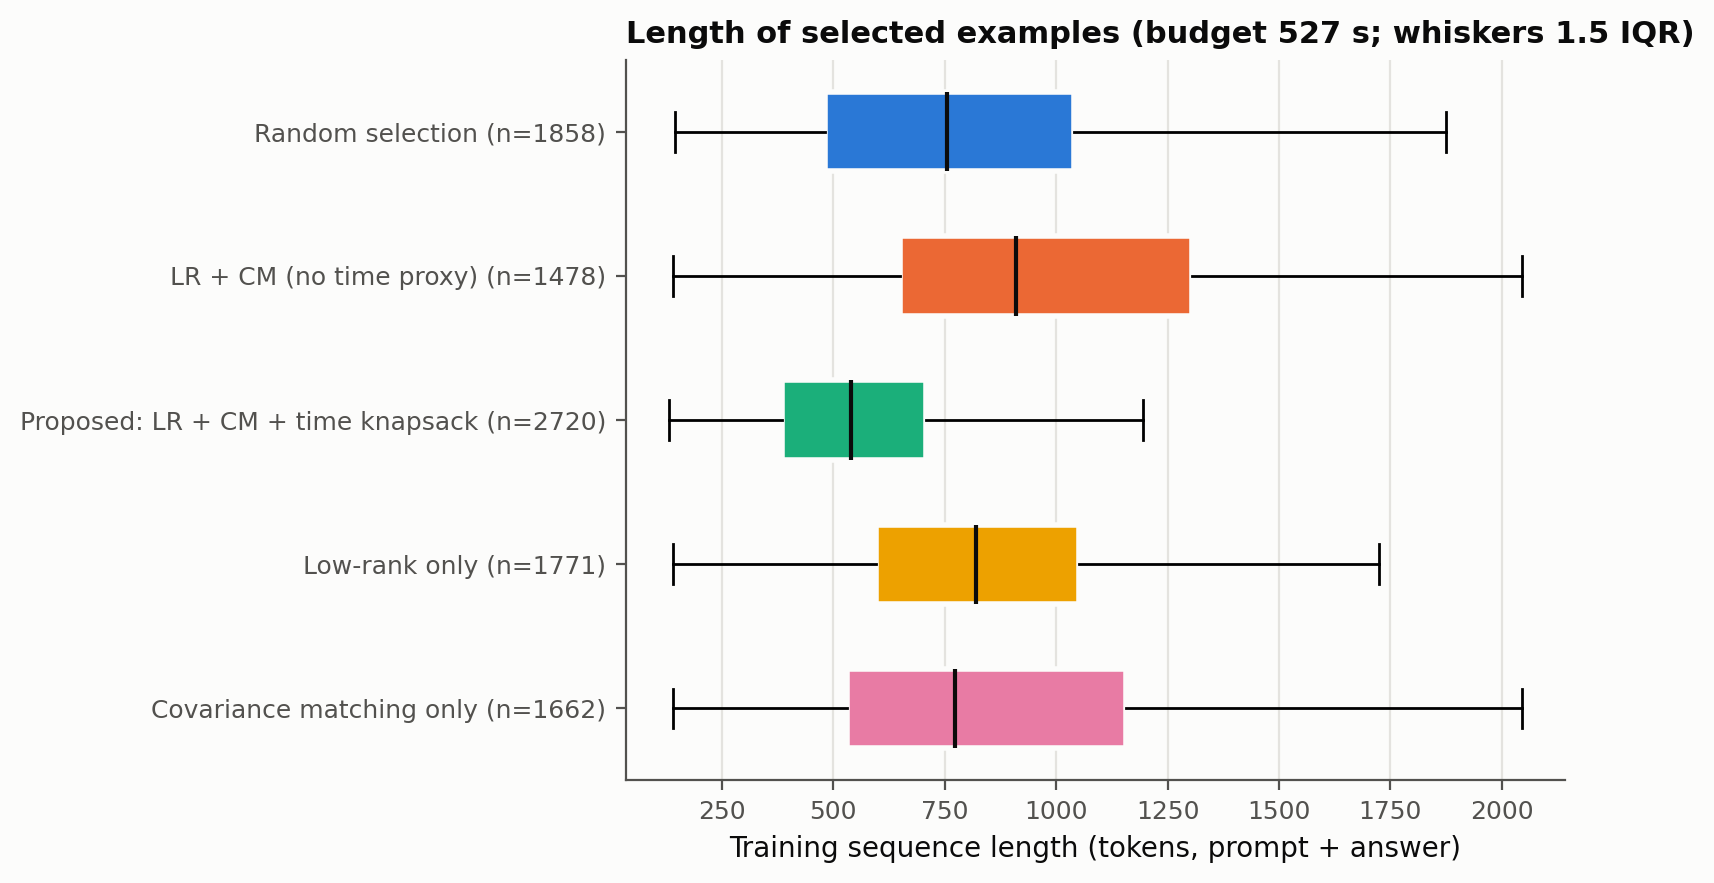 Length of selected examples (budget 527 s; whiskers 1.5 IQR)
Random selection (n=1858)
LR + CM (no time proxy) (n=1478)
Proposed: LR + CM + time knapsack (n=2720)
Low-rank only (n=1771)
Covariance matching only (n=1662)
250 500 750 1000 1250 1500 1750 2000
Training sequence length (tokens, prompt + answer)